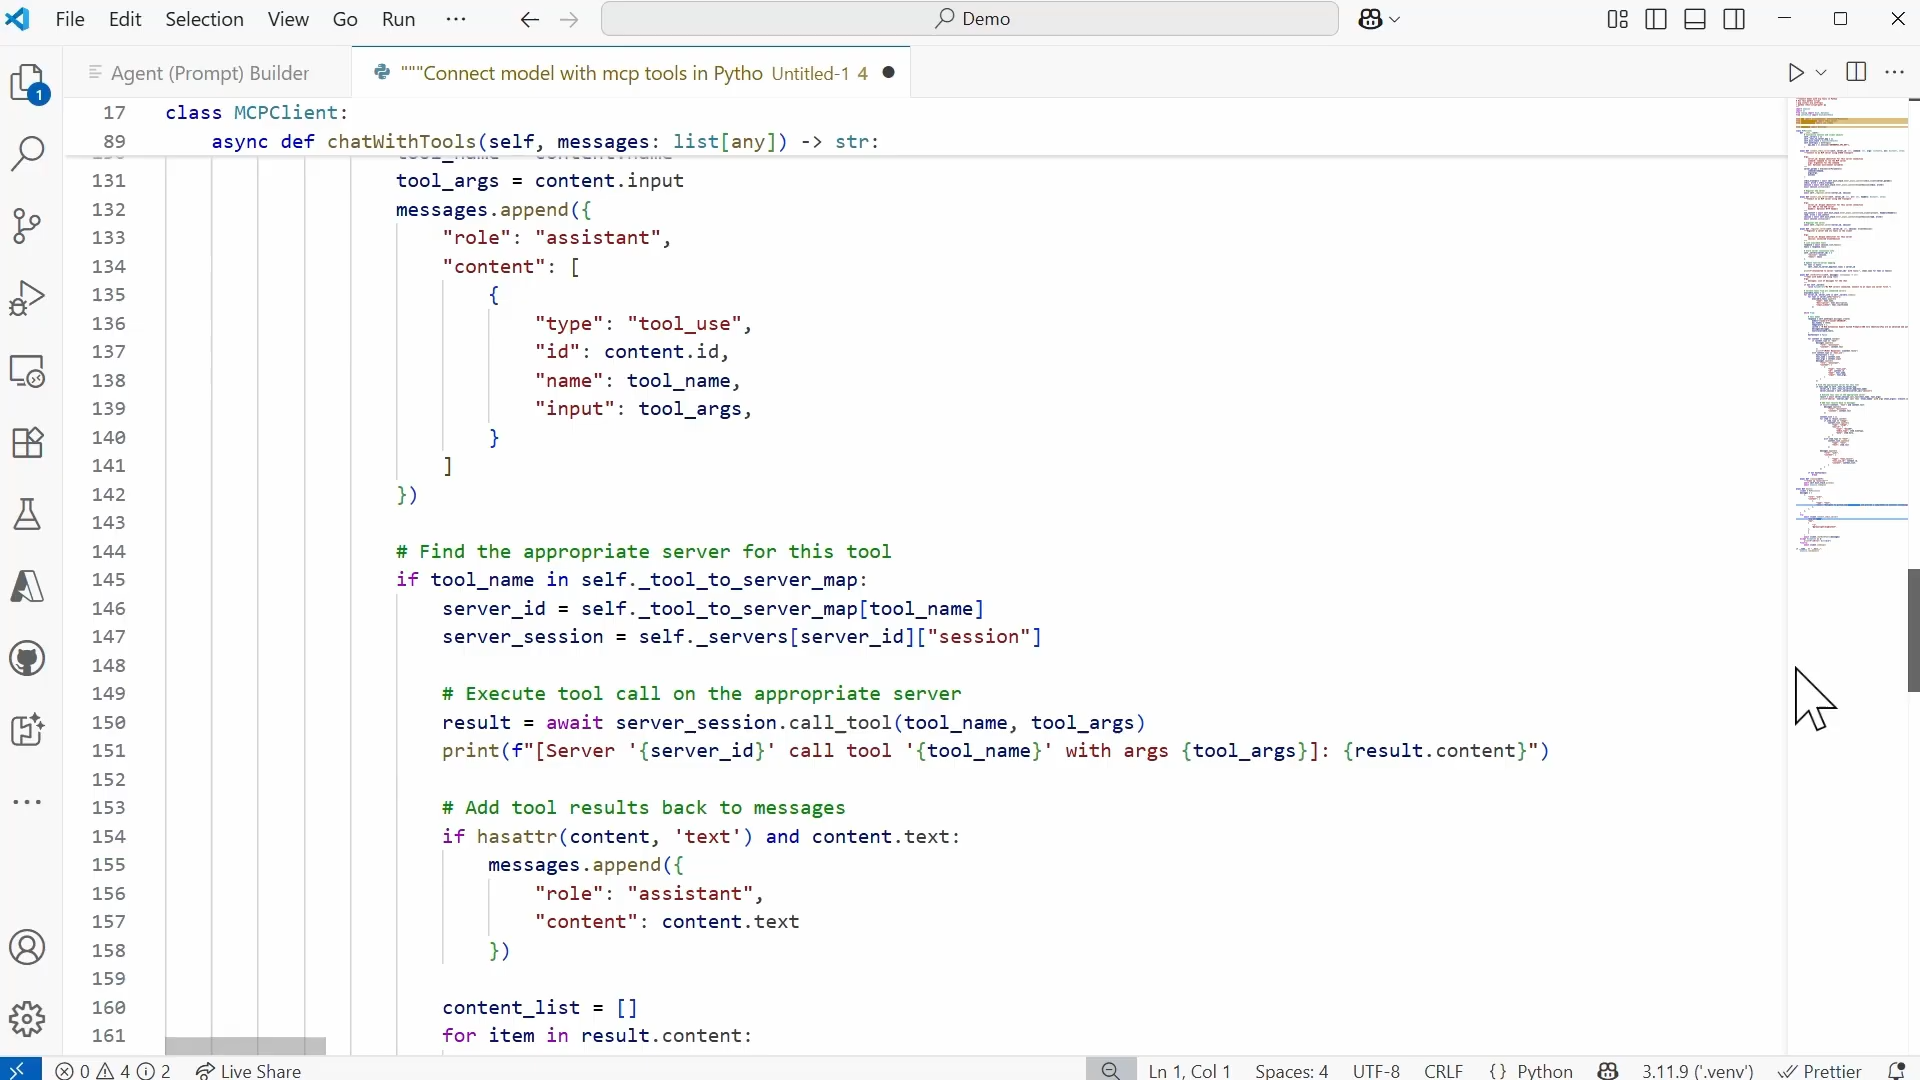 File Edit Selection View Go Run ··· Demo
1
Agent (Prompt) Builder
"""Connect model with mcp tools in Pytho Untitled-1 4
17 class MCPClient:
89 async def chatWithTools(self, messages: list[any]) -> str:
131 tool_args = content.input
132 messages.append({
133 "role": "assistant",
134 "content": [
135 {
136 "type": "tool_use",
137 "id": content.id,
138 "name": tool_name,
139 "input": tool_args,
140 }
141 ]
142 })
143
144 # Find the appropriate server for this tool
145 if tool_name in self._tool_to_server_map:
146 server_id = self._tool_to_server_map[tool_name]
147 server_session = self._servers[server_id]["session"]
148
149 # Execute tool call on the appropriate server
150 result = await server_session.call_tool(tool_name, tool_args)
151 print(f"[Server '{server_id}' call tool '{tool_name}' with args {tool_args}]: {result.content}")
152
153 # Add tool results back to messages
154 if hasattr(content, 'text') and content.text:
155 messages.append({
156 "role": "assistant",
157 "content": content.text
158 })
159
160 content_list = []
161 for item in result.content:
0 4 2 Live Share Ln 1, Col 1 Spaces: 4 UTF-8 CRLF {} Python 3.11.9 ('.venv') Prettier